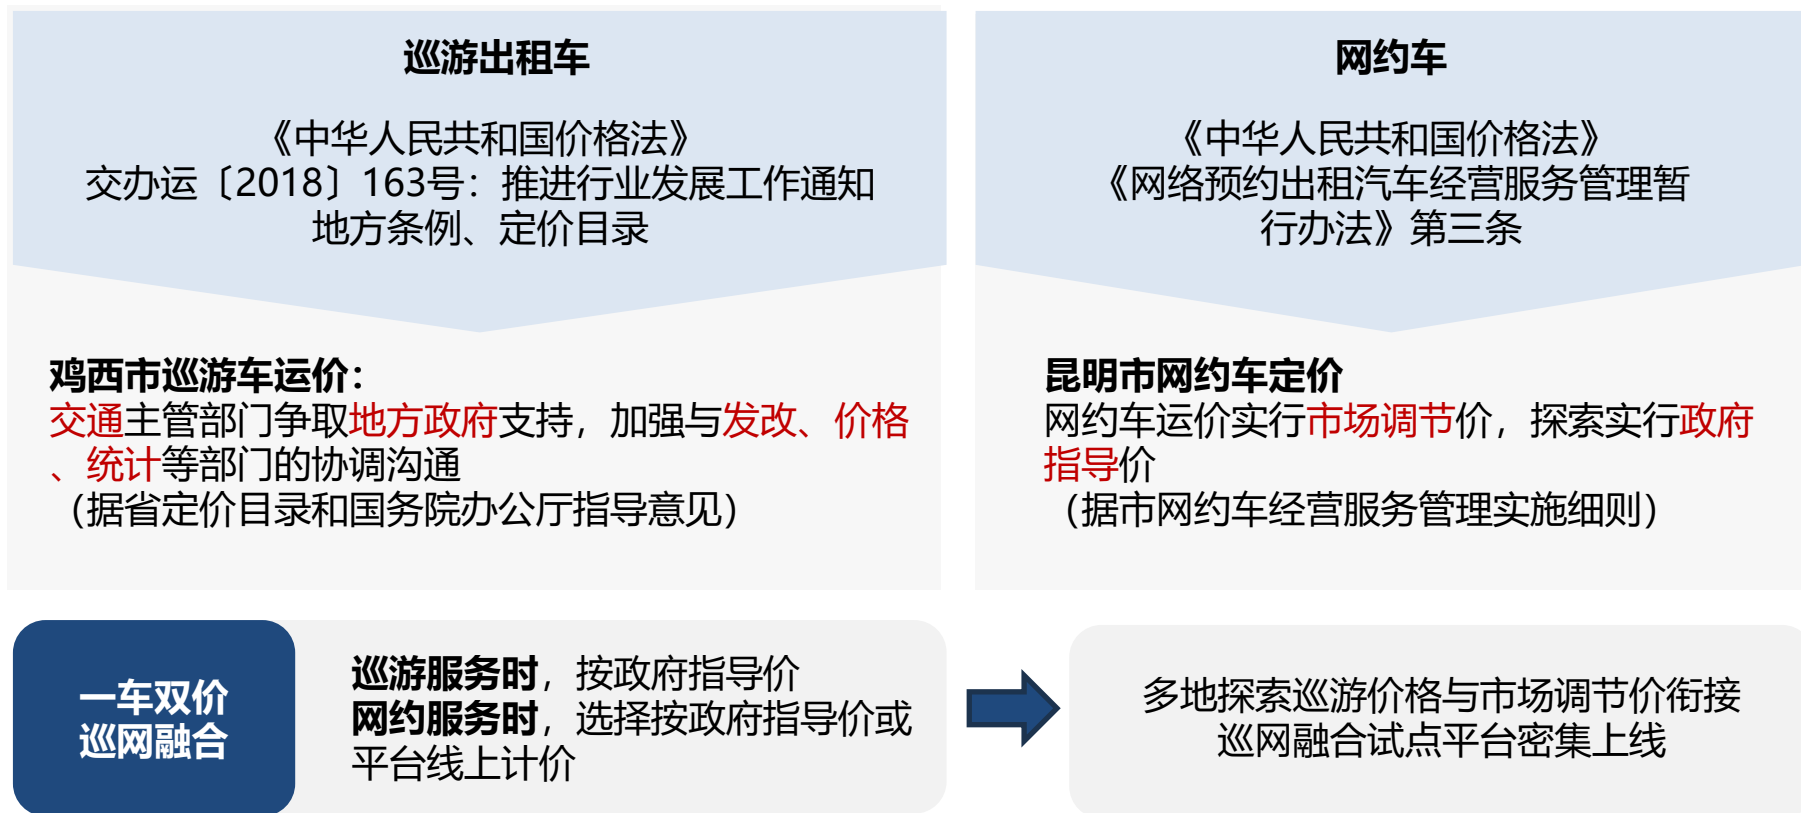 巡游出租车
《中华人民共和国价格法》
交办运〔2018〕163号：推进行业发展工作通知
地方条例、定价目录
鸡西市巡游车运价：
交通主管部门争取地方政府支持，加强与发改、价格
、统计等部门的协调沟通
（据省定价目录和国务院办公厅指导意见）
网约车
《中华人民共和国价格法》
《网络预约出租汽车经营服务管理暂
行办法》第三条
昆明市网约车定价
网约车运价实行市场调节价，探索实行政府
指导价
（据市网约车经营服务管理实施细则）
一车双价
巡网融合
巡游服务时，按政府指导价
网约服务时，选择按政府指导价或
平台线上计价
多地探索巡游价格与市场调节价衔接
巡网融合试点平台密集上线